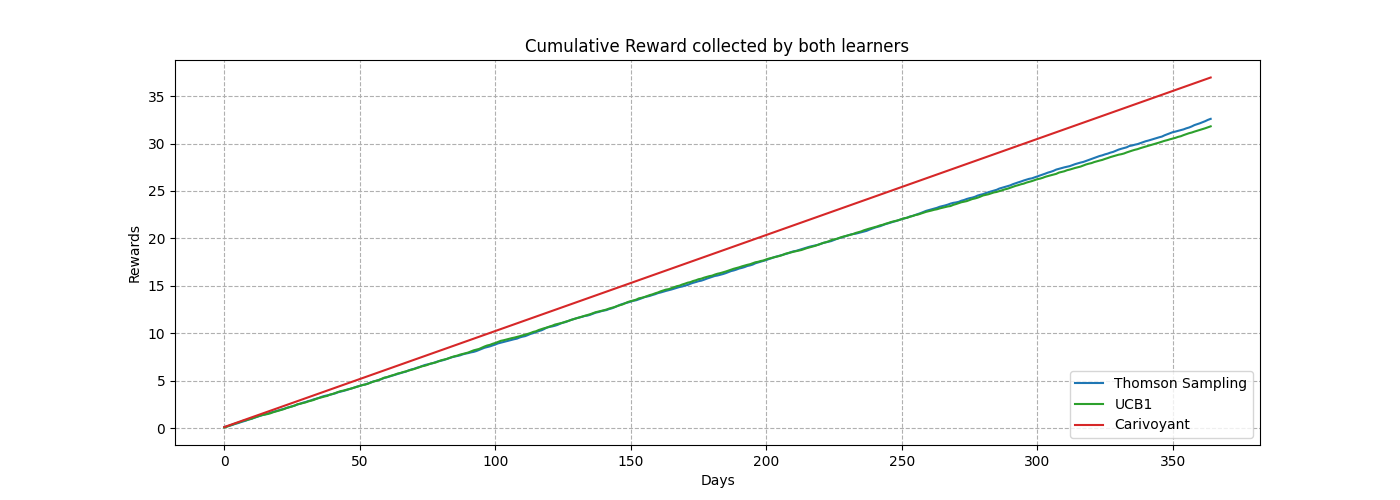 Cumulative Reward collected by both learners
Rewards
35
30
25
20
15
10
5
0
0 50 100 150 200 250 300 350
Days
Thomson Sampling
UCB1
Carivoyant